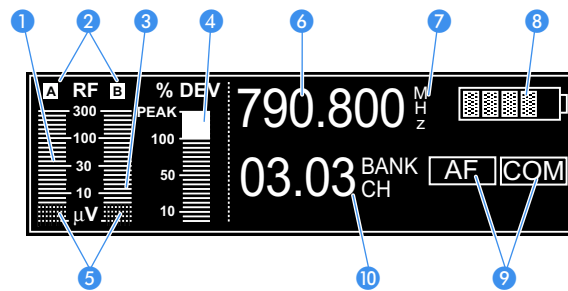 1 2 3 4 6 7 8
A RF B % DEV
300 PEAK
100 100
30
50
10
10
μV
790.800 MHz
03.03 BANK
CH
AF COM
5 10 9